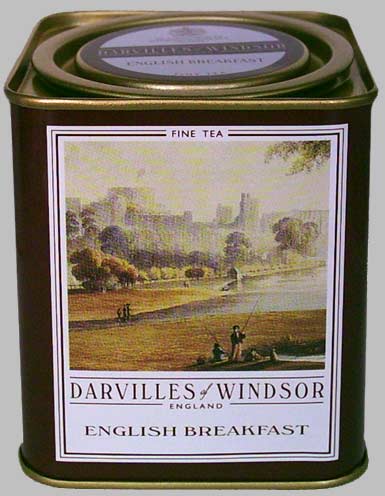 DARVILLES of WINDSOR
ENGLISH BREAKFAST
FINE TEA
DARVILLES of WINDSOR
ENGLAND
ENGLISH BREAKFAST